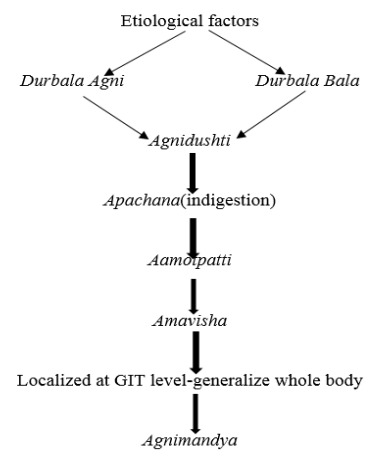 Etiological factors
Durbala Agni Durbala Bala
Agnidushti
Apachana(indigestion)
Aamotpatti
Amavisha
Localized at GIT level-generalize whole body
Agnimandya